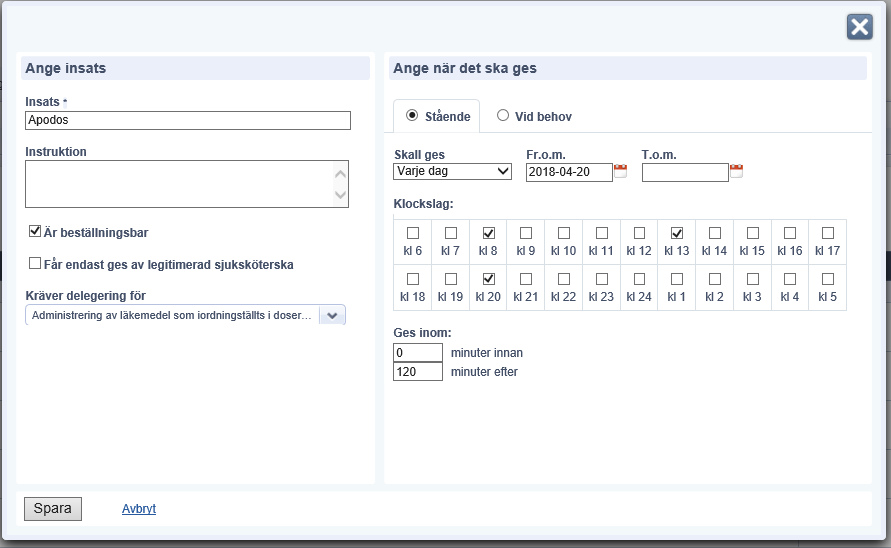 Ange insats
Insats *
Apodos
Instruktion
Är beställningsbar
Får endast ges av legitimerad sjuksköterska
Kräver delegering för
Administrering av läkemedel som iordningställts i doser...
Ange när det ska ges
Stående Vid behov
Skall ges Fr.o.m. T.o.m.
Varje dag 2018-04-20
Klockslag:
kl 6 kl 7 kl 8 kl 9 kl 10 kl 11 kl 12 kl 13 kl 14 kl 15 kl 16 kl 17
kl 18 kl 19 kl 20 kl 21 kl 22 kl 23 kl 24 kl 1 kl 2 kl 3 kl 4 kl 5
Ges inom:
0 minuter innan
120 minuter efter
Spara Avbryt